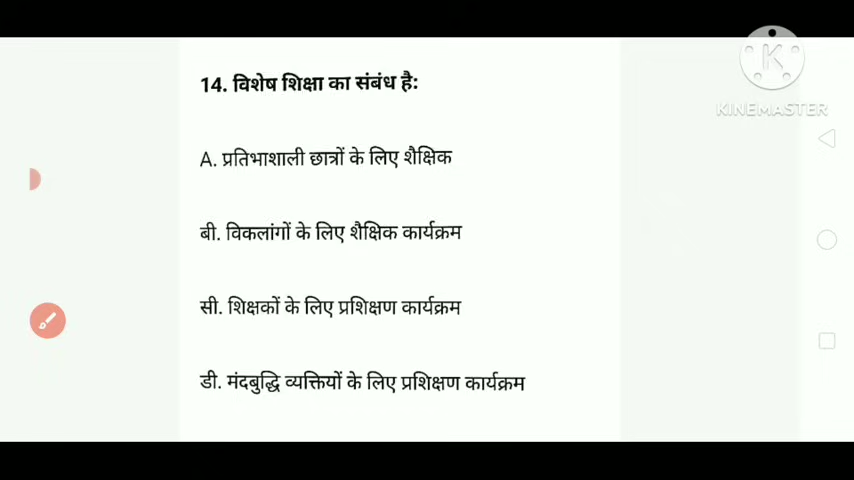 14. विशेष शिक्षा का संबंध है:
A. प्रतिभाशाली छात्रों के लिए शैक्षिक
बी. विकलांगों के लिए शैक्षिक कार्यक्रम
सी. शिक्षकों के लिए प्रशिक्षण कार्यक्रम
डी. मंदबुद्धि व्यक्तियों के लिए प्रशिक्षण कार्यक्रम
K
KINEMASTER